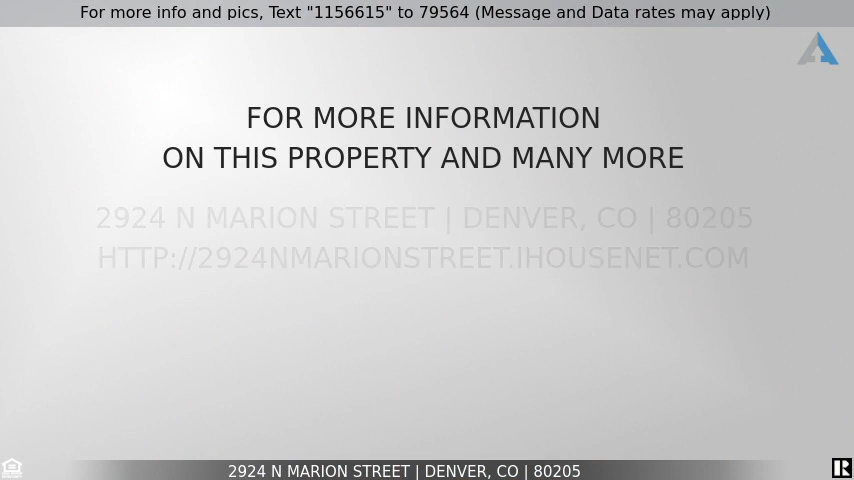 For more info and pics, Text "1156615" to 79564 (Message and Data rates may apply)
FOR MORE INFORMATION
ON THIS PROPERTY AND MANY MORE
2924 N MARION STREET | DENVER, CO | 80205
HTTP://2924NMARIONSTREET.IHOUSENET.COM
2924 N MARION STREET | DENVER, CO | 80205